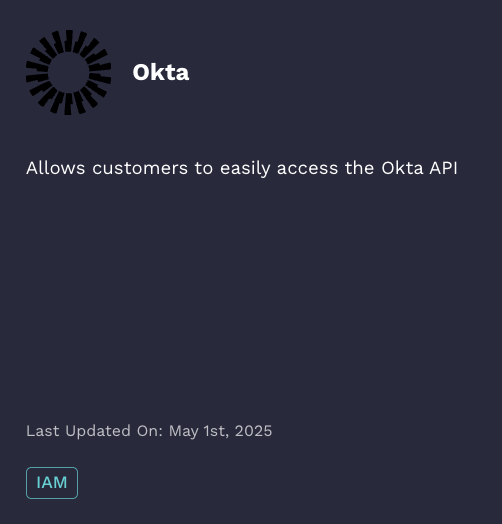 Okta
Allows customers to easily access the Okta API
Last Updated On: May 1st, 2025
IAM